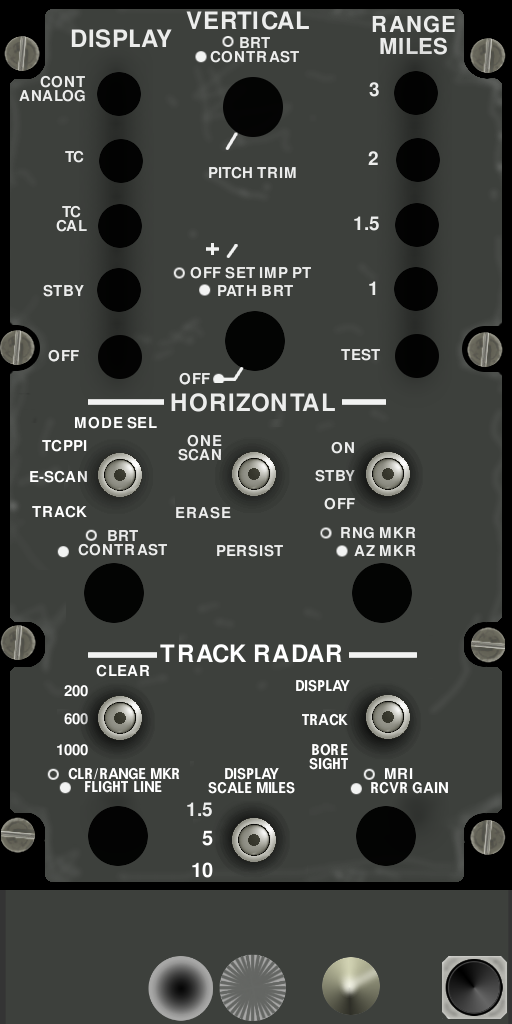 VERTICAL
DISPLAY
RANGE
MILES
BRT
CONTRAST
CONT
ANALOG
3
TC
2
PITCH TRIM
TC
CAL
1.5
+ /
OFF SET IMP PT
PATH BRT
STBY
1
OFF
TEST
OFF
HORIZONTAL
MODE SEL
TCPPI
E-SCAN
TRACK
ONE
SCAN
ERASE
ON
STBY
OFF
BRT
CONTRAST
PERSIST
RNG MKR
AZ MKR
TRACK RADAR
CLEAR
200
600
1000
DISPLAY
TRACK
BORE
SIGHT
CLR/RANGE MKR
FLIGHT LINE
DISPLAY
SCALE MILES
MRI
RCVR GAIN
1.5
5
10